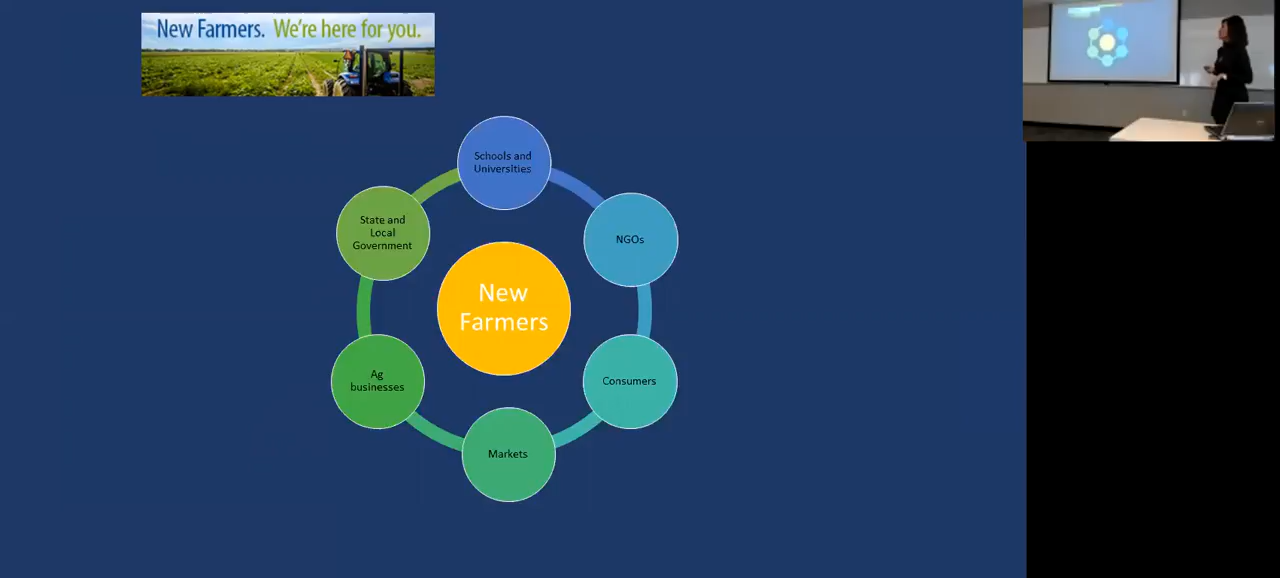 New Farmers. We're here for you.
Schools and
Universities
NGOs
Consumers
Markets
Ag
businesses
State and
Local
Government
New
Farmers